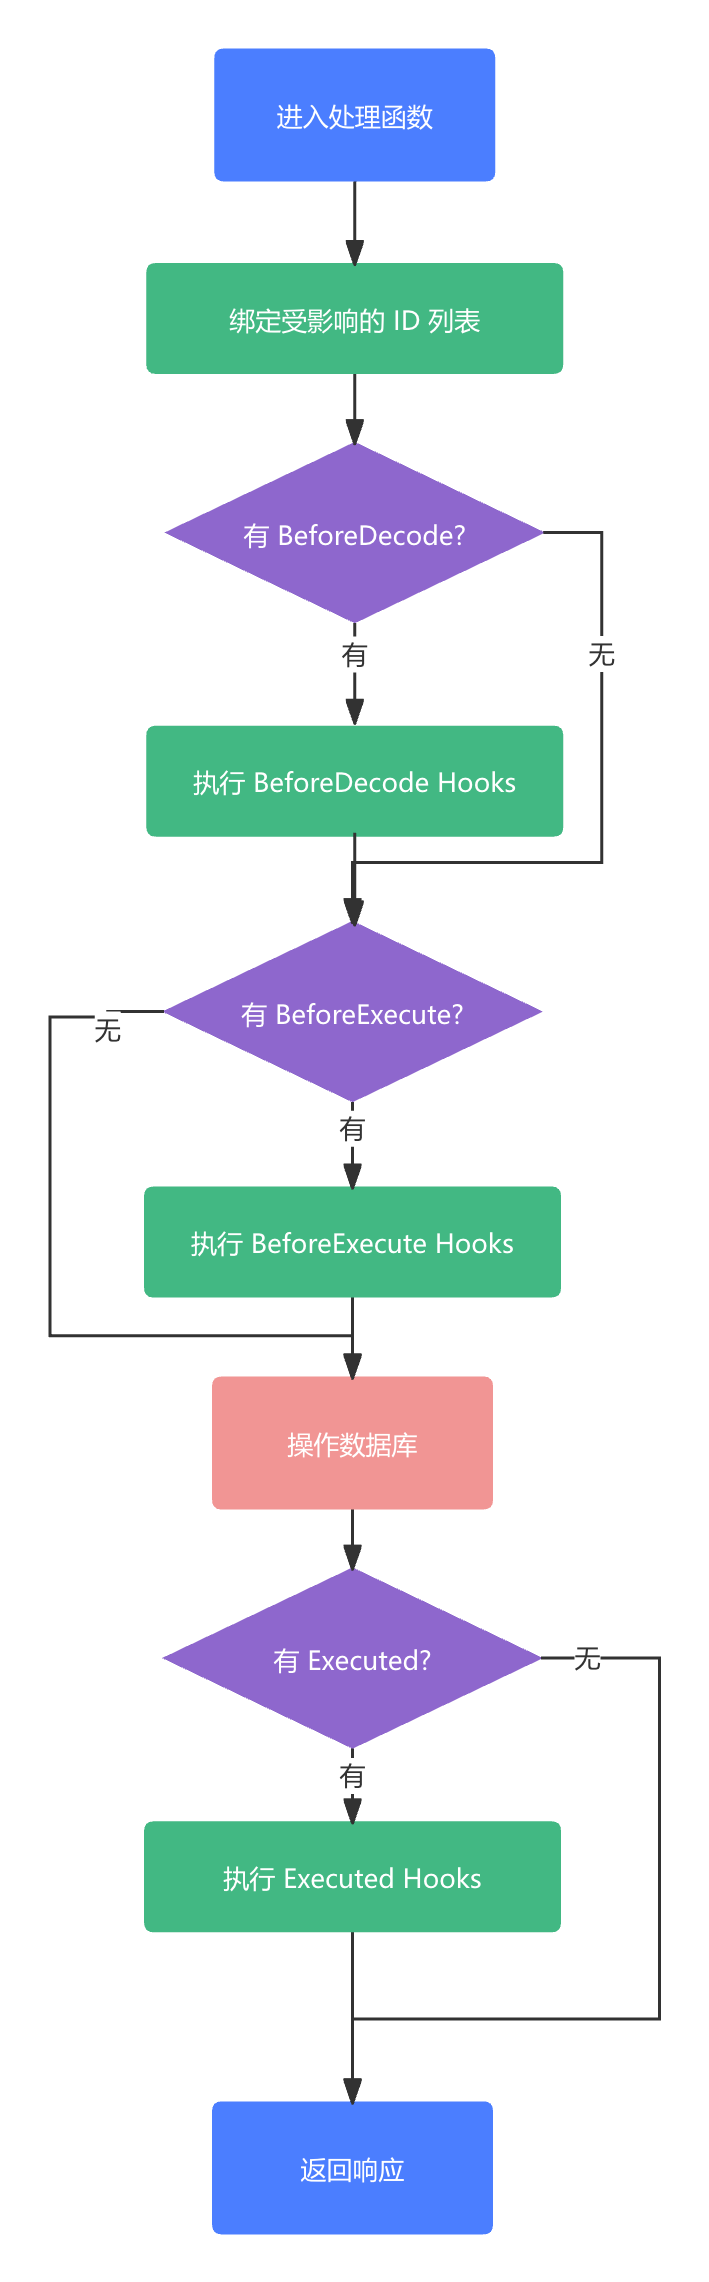 进入处理函数
绑定受影响的 ID 列表
有 BeforeDecode?
有
无
执行 BeforeDecode Hooks
有 BeforeExecute?
无
有
执行 BeforeExecute Hooks
操作数据库
有 Executed?
无
有
执行 Executed Hooks
返回响应